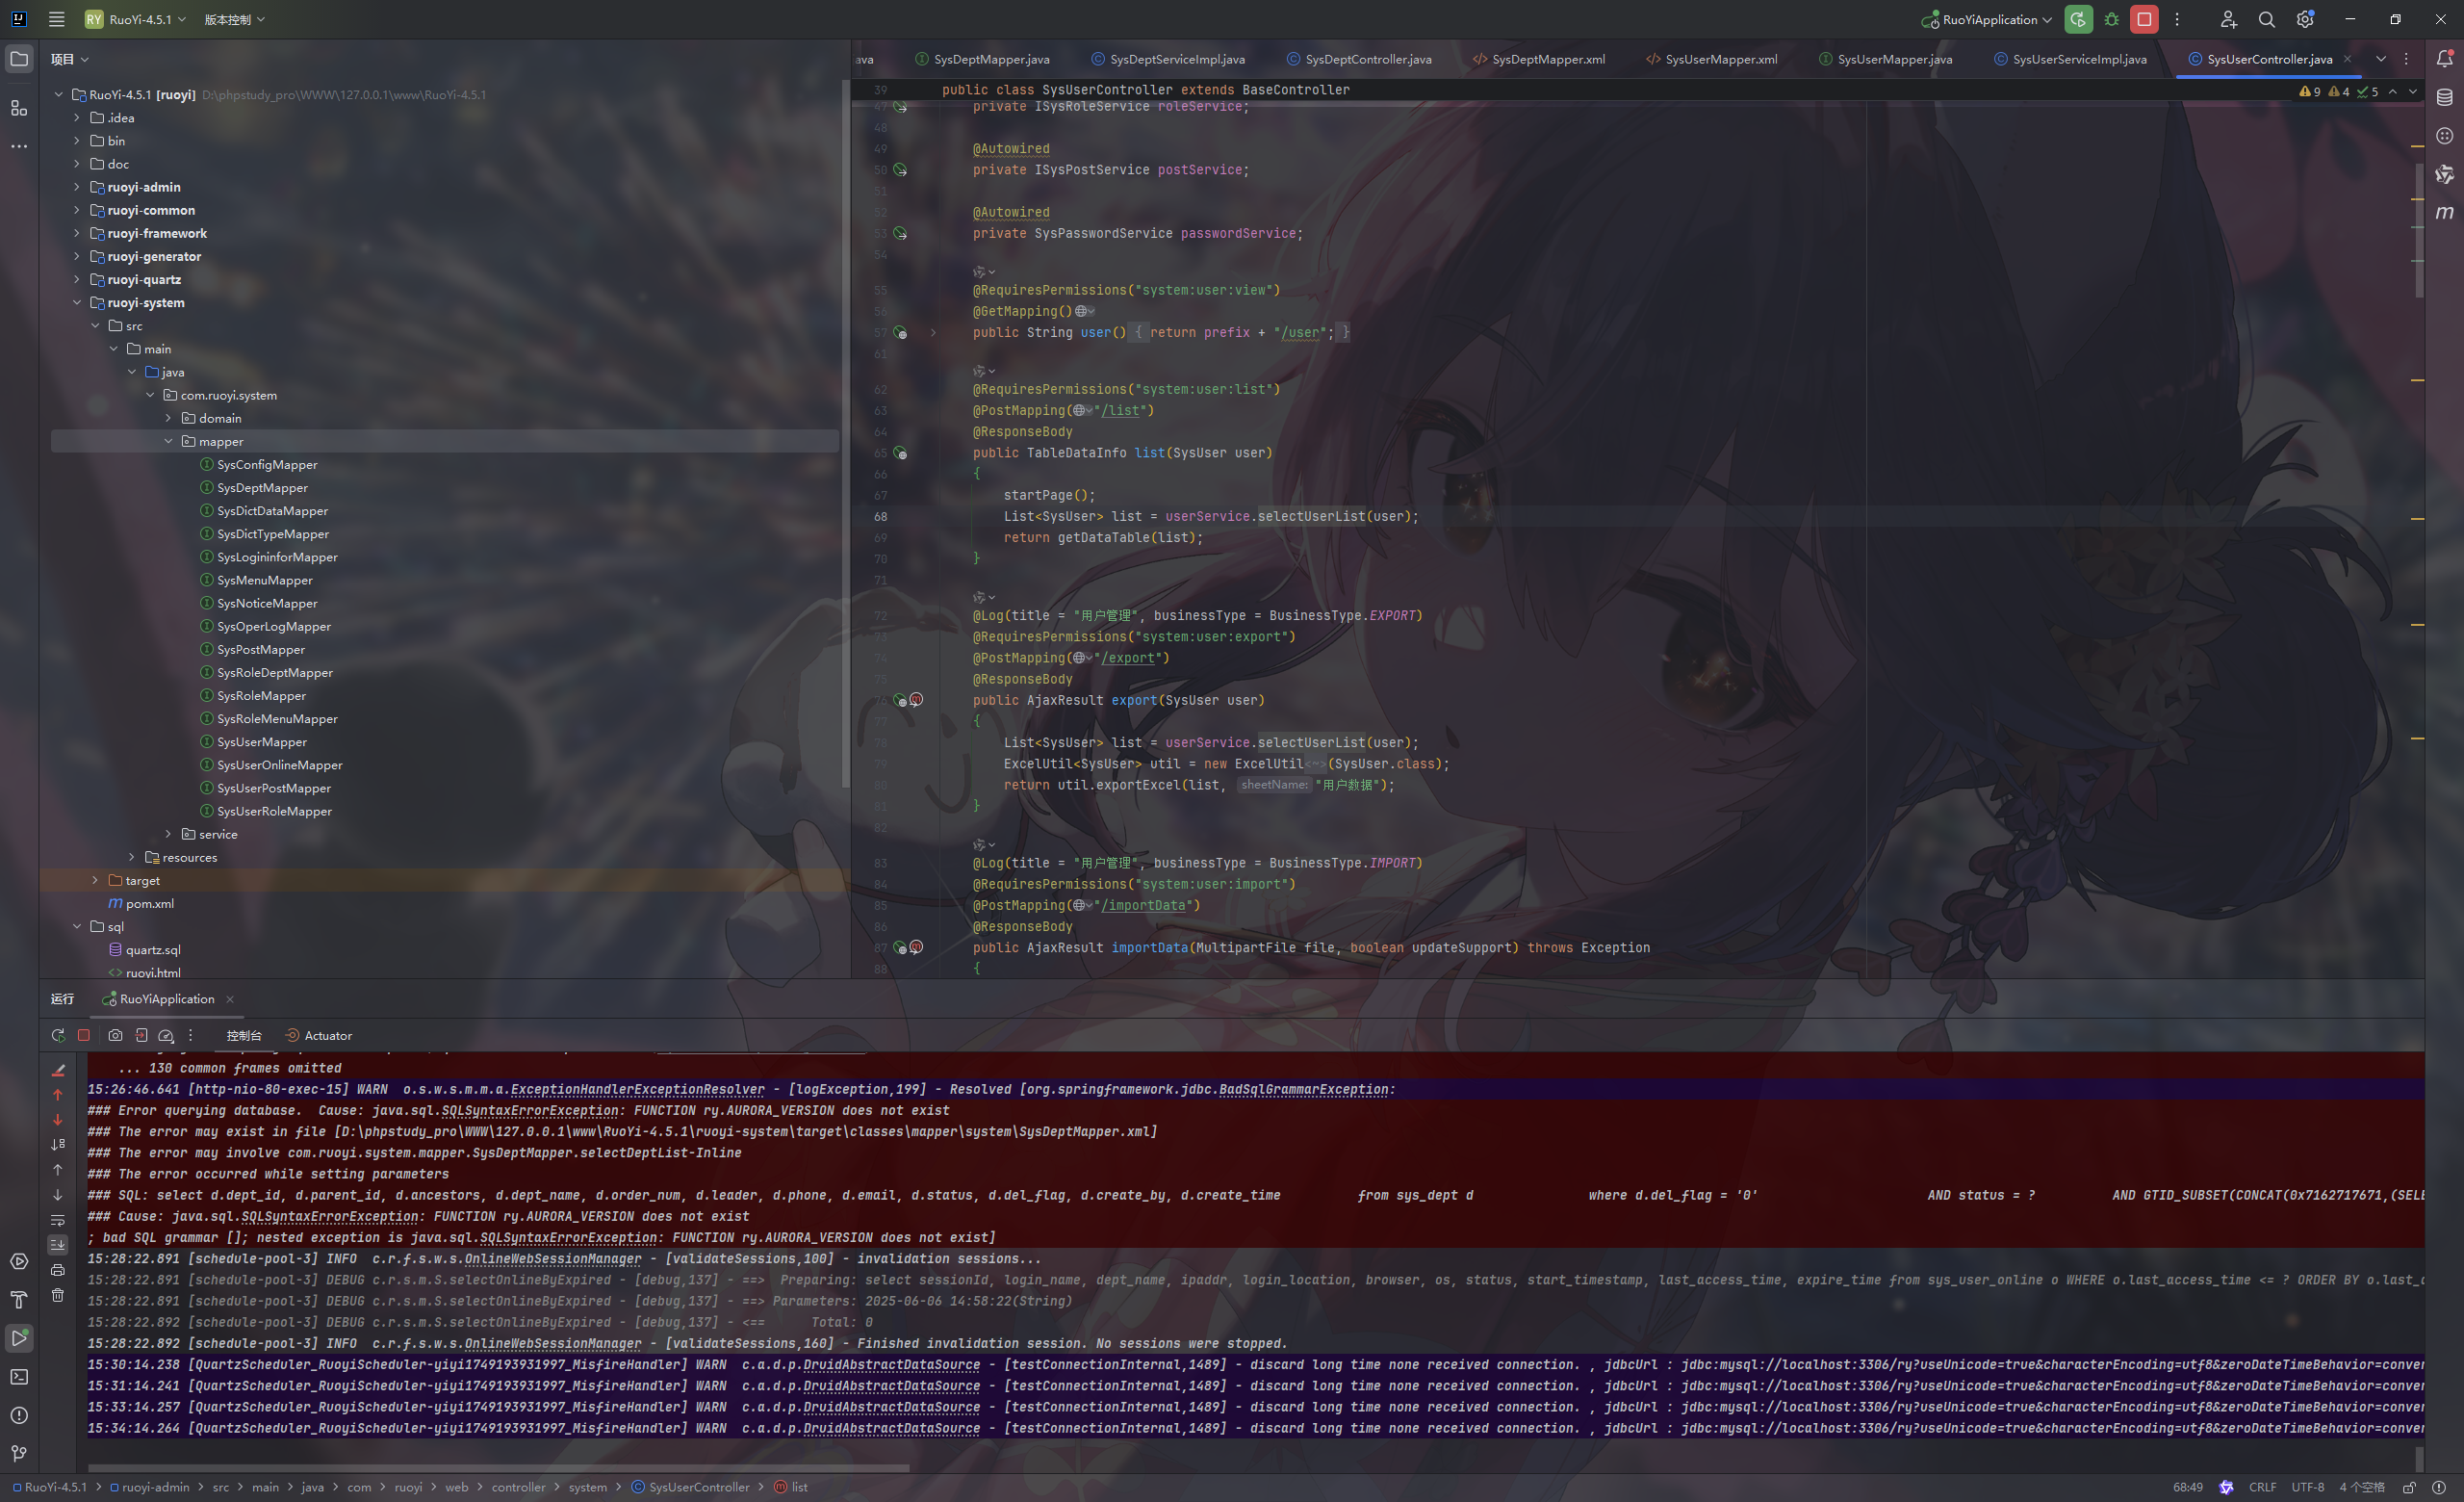 RY RuoYi-4.5.1 版本控制 RuoYiApplication
项目
RuoYi-4.5.1 [ruoyi] D:\phpstudy_pro\WWW\127.0.0.1\www\RuoYi-4.5.1
.idea
bin
doc
ruoyi-admin
ruoyi-common
ruoyi-framework
ruoyi-generator
ruoyi-quartz
ruoyi-system
src
main
java
com.ruoyi.system
domain
mapper
SysConfigMapper
SysDeptMapper
SysDictDataMapper
SysDictTypeMapper
SysLogininforMapper
SysMenuMapper
SysNoticeMapper
SysOperLogMapper
SysPostMapper
SysRoleDeptMapper
SysRoleMapper
SysRoleMenuMapper
SysUserMapper
SysUserOnlineMapper
SysUserPostMapper
SysUserRoleMapper
service
resources
target
pom.xml
sql
quartz.sql
ruoyi.html
ava SysDeptMapper.java SysDeptServiceImpl.java SysDeptController.java SysDeptMapper.xml SysUserMapper.xml SysUserMapper.java SysUserServiceImpl.java SysUserController.java
39 public class SysUserController extends BaseController
9 4 5
47 private ISysRoleService roleService;
48
49 @Autowired
50 private ISysPostService postService;
51
52 @Autowired
53 private SysPasswordService passwordService;
54
55 @RequiresPermissions("system:user:view")
56 @GetMapping()
57 public String user() { return prefix + "/user"; }
61
62 @RequiresPermissions("system:user:list")
63 @PostMapping("/list")
64 @ResponseBody
65 public TableDataInfo list(SysUser user)
66 {
67 startPage();
68 List<SysUser> list = userService.selectUserList(user);
69 return getDataTable(list);
70 }
71
72 @Log(title = "用户管理", businessType = BusinessType.EXPORT)
73 @RequiresPermissions("system:user:export")
74 @PostMapping("/export")
75 @ResponseBody
76 public AjaxResult export(SysUser user)
77 {
78 List<SysUser> list = userService.selectUserList(user);
79 ExcelUtil<SysUser> util = new ExcelUtil<~>(SysUser.class);
80 return util.exportExcel(list, sheetName: "用户数据");
81 }
82
83 @Log(title = "用户管理", businessType = BusinessType.IMPORT)
84 @RequiresPermissions("system:user:import")
85 @PostMapping("/importData")
86 @ResponseBody
87 public AjaxResult importData(MultipartFile file, boolean updateSupport) throws Exception
88 {
运行 RuoYiApplication
控制台 Actuator
... 130 common frames omitted
15:26:46.641 [http-nio-80-exec-15] WARN  o.s.w.s.m.m.a.ExceptionHandlerExceptionResolver - [logException,199] - Resolved [org.springframework.jdbc.BadSqlGrammarException:
### Error querying database.  Cause: java.sql.SQLSyntaxErrorException: FUNCTION ry.AURORA_VERSION does not exist
### The error may exist in file [D:\phpstudy_pro\WWW\127.0.0.1\www\RuoYi-4.5.1\ruoyi-system\target\classes\mapper\system\SysDeptMapper.xml]
### The error may involve com.ruoyi.system.mapper.SysDeptMapper.selectDeptList-Inline
### The error occurred while setting parameters
### SQL: select d.dept_id, d.parent_id, d.ancestors, d.dept_name, d.order_num, d.leader, d.phone, d.email, d.status, d.del_flag, d.create_by, d.create_time from sys_dept d where d.del_flag = '0' AND status = ? AND GTID_SUBSET(CONCAT(0x7162717671,(SELE
### Cause: java.sql.SQLSyntaxErrorException: FUNCTION ry.AURORA_VERSION does not exist
; bad SQL grammar []; nested exception is java.sql.SQLSyntaxErrorException: FUNCTION ry.AURORA_VERSION does not exist]
15:28:22.891 [schedule-pool-3] INFO  c.r.f.s.w.s.OnlineWebSessionManager - [validateSessions,100] - invalidation sessions...
15:28:22.891 [schedule-pool-3] DEBUG c.r.s.m.S.selectOnlineByExpired - [debug,137] - ==>  Preparing: select sessionId, login_name, dept_name, ipaddr, login_location, browser, os, status, start_timestamp, last_access_time, expire_time from sys_user_online o WHERE o.last_access_time <= ? ORDER BY o.last_a
15:28:22.891 [schedule-pool-3] DEBUG c.r.s.m.S.selectOnlineByExpired - [debug,137] - ==> Parameters: 2025-06-06 14:58:22(String)
15:28:22.892 [schedule-pool-3] DEBUG c.r.s.m.S.selectOnlineByExpired - [debug,137] - <==      Total: 0
15:28:22.892 [schedule-pool-3] INFO  c.r.f.s.w.s.OnlineWebSessionManager - [validateSessions,160] - Finished invalidation session. No sessions were stopped.
15:30:14.238 [QuartzScheduler_RuoyiScheduler-yiyi1749193931997_MisfireHandler] WARN  c.a.d.p.DruidAbstractDataSource - [testConnectionInternal,1489] - discard long time none received connection. , jdbcUrl : jdbc:mysql://localhost:3306/ry?useUnicode=true&characterEncoding=utf8&zeroDateTimeBehavior=conver
15:31:14.241 [QuartzScheduler_RuoyiScheduler-yiyi1749193931997_MisfireHandler] WARN  c.a.d.p.DruidAbstractDataSource - [testConnectionInternal,1489] - discard long time none received connection. , jdbcUrl : jdbc:mysql://localhost:3306/ry?useUnicode=true&characterEncoding=utf8&zeroDateTimeBehavior=conver
15:33:14.257 [QuartzScheduler_RuoyiScheduler-yiyi1749193931997_MisfireHandler] WARN  c.a.d.p.DruidAbstractDataSource - [testConnectionInternal,1489] - discard long time none received connection. , jdbcUrl : jdbc:mysql://localhost:3306/ry?useUnicode=true&characterEncoding=utf8&zeroDateTimeBehavior=conver
15:34:14.264 [QuartzScheduler_RuoyiScheduler-yiyi1749193931997_MisfireHandler] WARN  c.a.d.p.DruidAbstractDataSource - [testConnectionInternal,1489] - discard long time none received connection. , jdbcUrl : jdbc:mysql://localhost:3306/ry?useUnicode=true&characterEncoding=utf8&zeroDateTimeBehavior=conver
RuoYi-4.5.1 > ruoyi-admin > src > main > java > com > ruoyi > web > controller > system > SysUserController > list 68:49 CRLF UTF-8 4 个空格